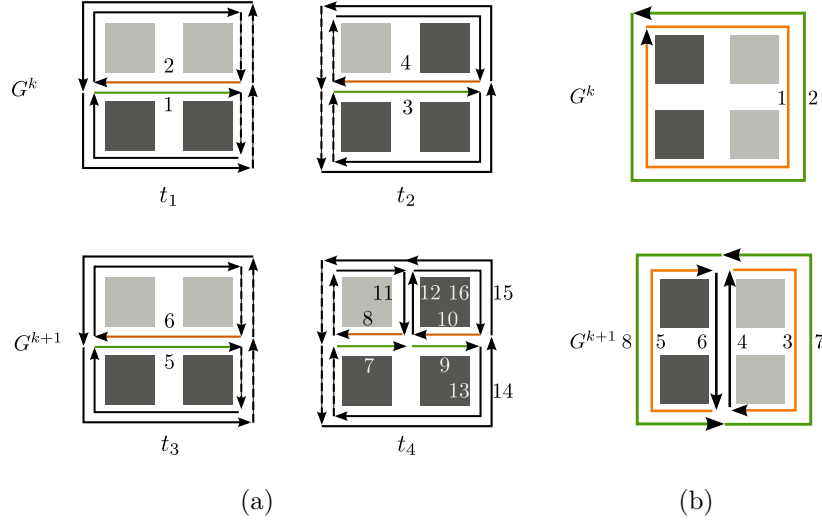 2
4
G^k
1
3
G^k
1 2
t_1
t_2
11 12 16 15
6
8 10
G^{k+1}
5
7 9
G^{k+1} 8 5 6 4 3 7
13 14
t_3
t_4
(a)
(b)